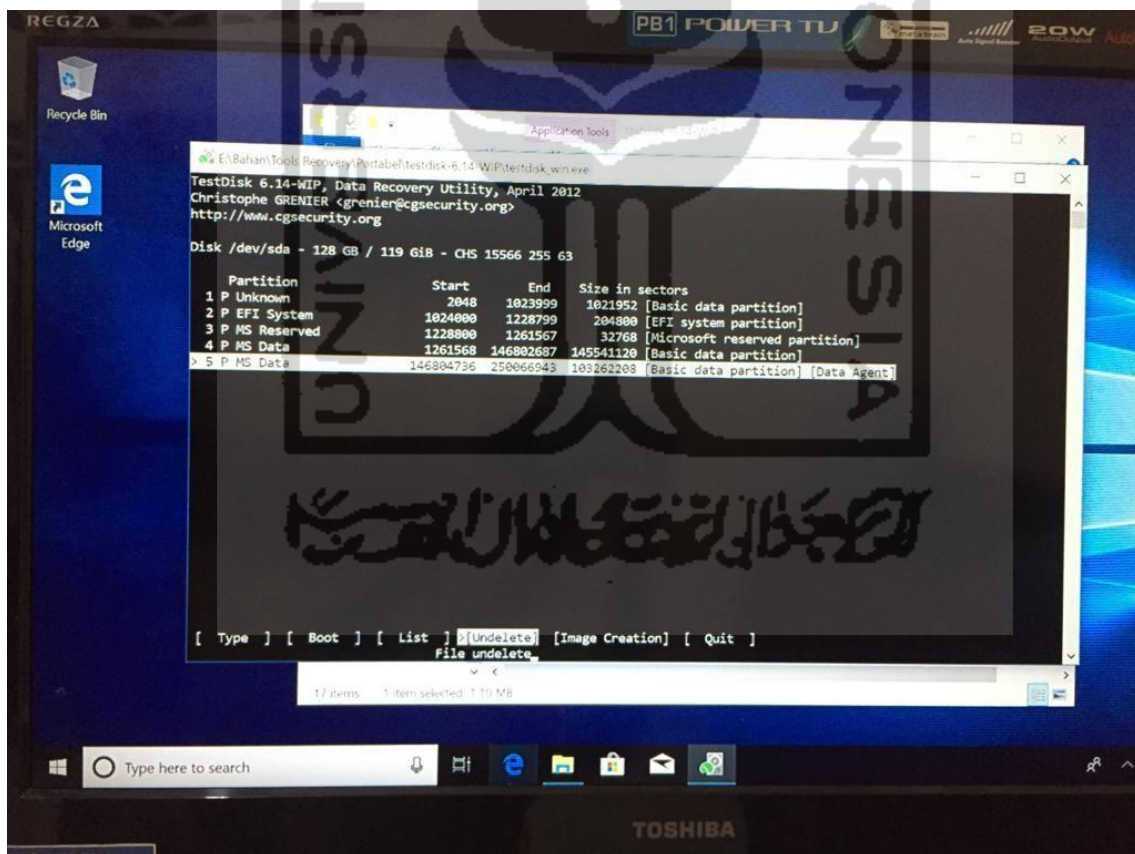 REGZA
PB1 POWER TV
20W
Recycle Bin
Application Tools
E:\Bahan\Tools Recovery\Portabel\testdisk-6.14-WIP\testdisk_win.exe
TestDisk 6.14-WIP, Data Recovery Utility, April 2012
Christophe GRENIER <grenier@cgsecurity.org>
http://www.cgsecurity.org
Microsoft
Edge
Disk /dev/sda - 128 GB / 119 GiB - CHS 15566 255 63
Partition Start End Size in sectors
1 P Unknown 2048 1023999 1021952 [Basic data partition]
2 P EFI System 1024000 1228799 204800 [EFI system partition]
3 P MS Reserved 1228800 1261567 32768 [Microsoft reserved partition]
4 P MS Data 1261568 146802687 145541120 [Basic data partition]
> 5 P MS Data 146804736 250066943 103262208 [Basic data partition] [Data Agent]
[ Type ] [ Boot ] [ List ] >[Undelete] [Image Creation] [ Quit ]
File undelete_
17 items 1 item selected 1.10 MB
Type here to search
TOSHIBA